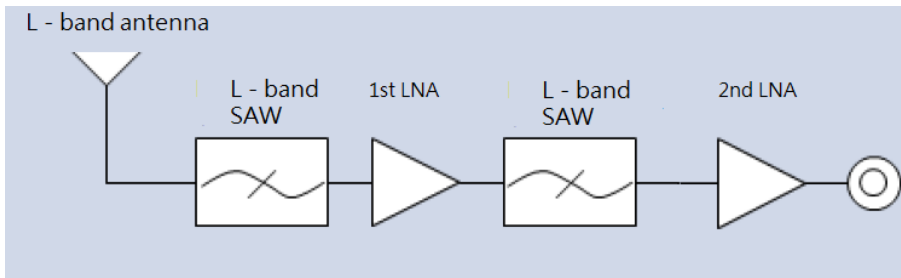 L - band antenna
L - band
SAW
1st LNA
L - band
SAW
2nd LNA